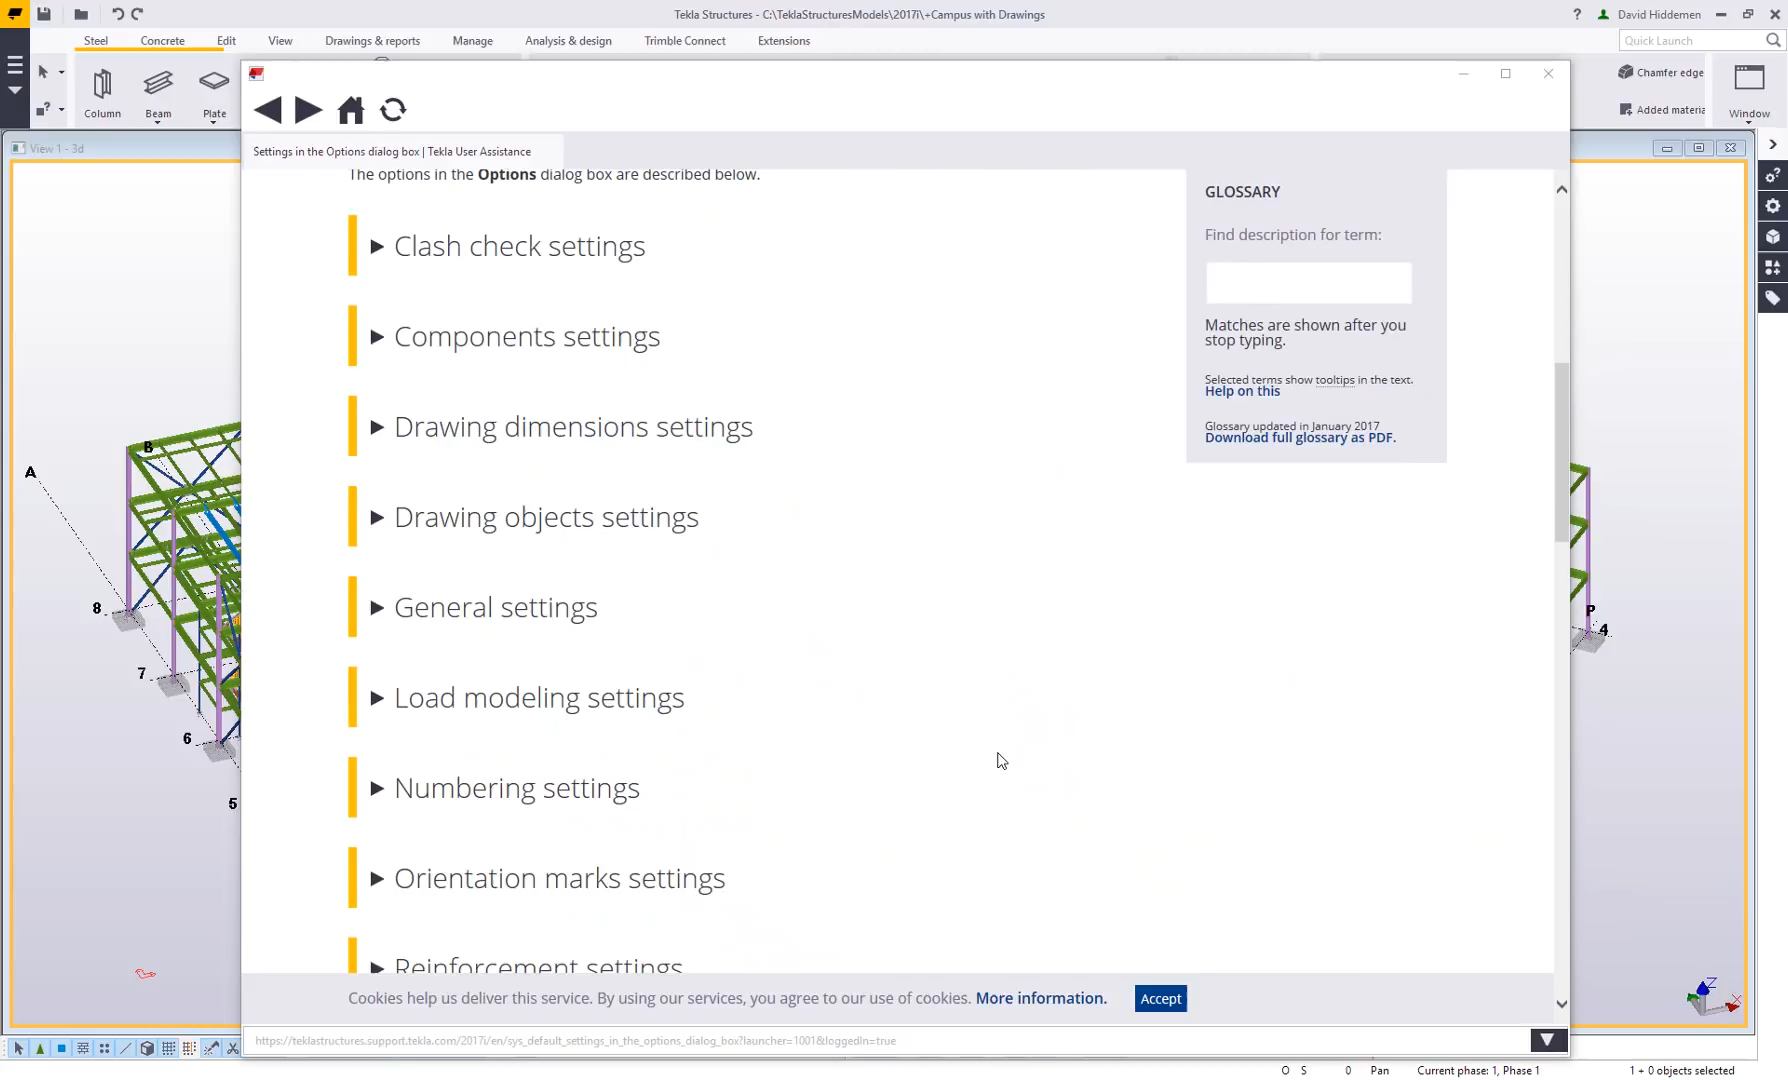 Tekla Structures - C:\TeklaStructuresModels\2017i\+Campus with Drawings
? David Hiddemen
Steel Concrete Edit View Drawings & reports Manage Analysis & design Trimble Connect Extensions
Quick Launch
Column Beam Plate
Chamfer edge
Added materia
Window
View 1 - 3d
Settings in the Options dialog box | Tekla User Assistance
The options in the Options dialog box are described below.
Clash check settings
Components settings
Drawing dimensions settings
Drawing objects settings
General settings
Load modeling settings
Numbering settings
Orientation marks settings
Reinforcement settings
GLOSSARY
Find description for term:
Matches are shown after you
stop typing.
Selected terms show tooltips in the text.
Help on this
Glossary updated in January 2017
Download full glossary as PDF.
A
B
8
7
6
5
P
4
Z
X
Cookies help us deliver this service. By using our services, you agree to our use of cookies. More information. Accept
https://teklastructures.support.tekla.com/2017i/en/sys_default_settings_in_the_options_dialog_box?launcher=1001&loggedIn=true
O S 0 Pan Current phase: 1, Phase 1 1 + 0 objects selected